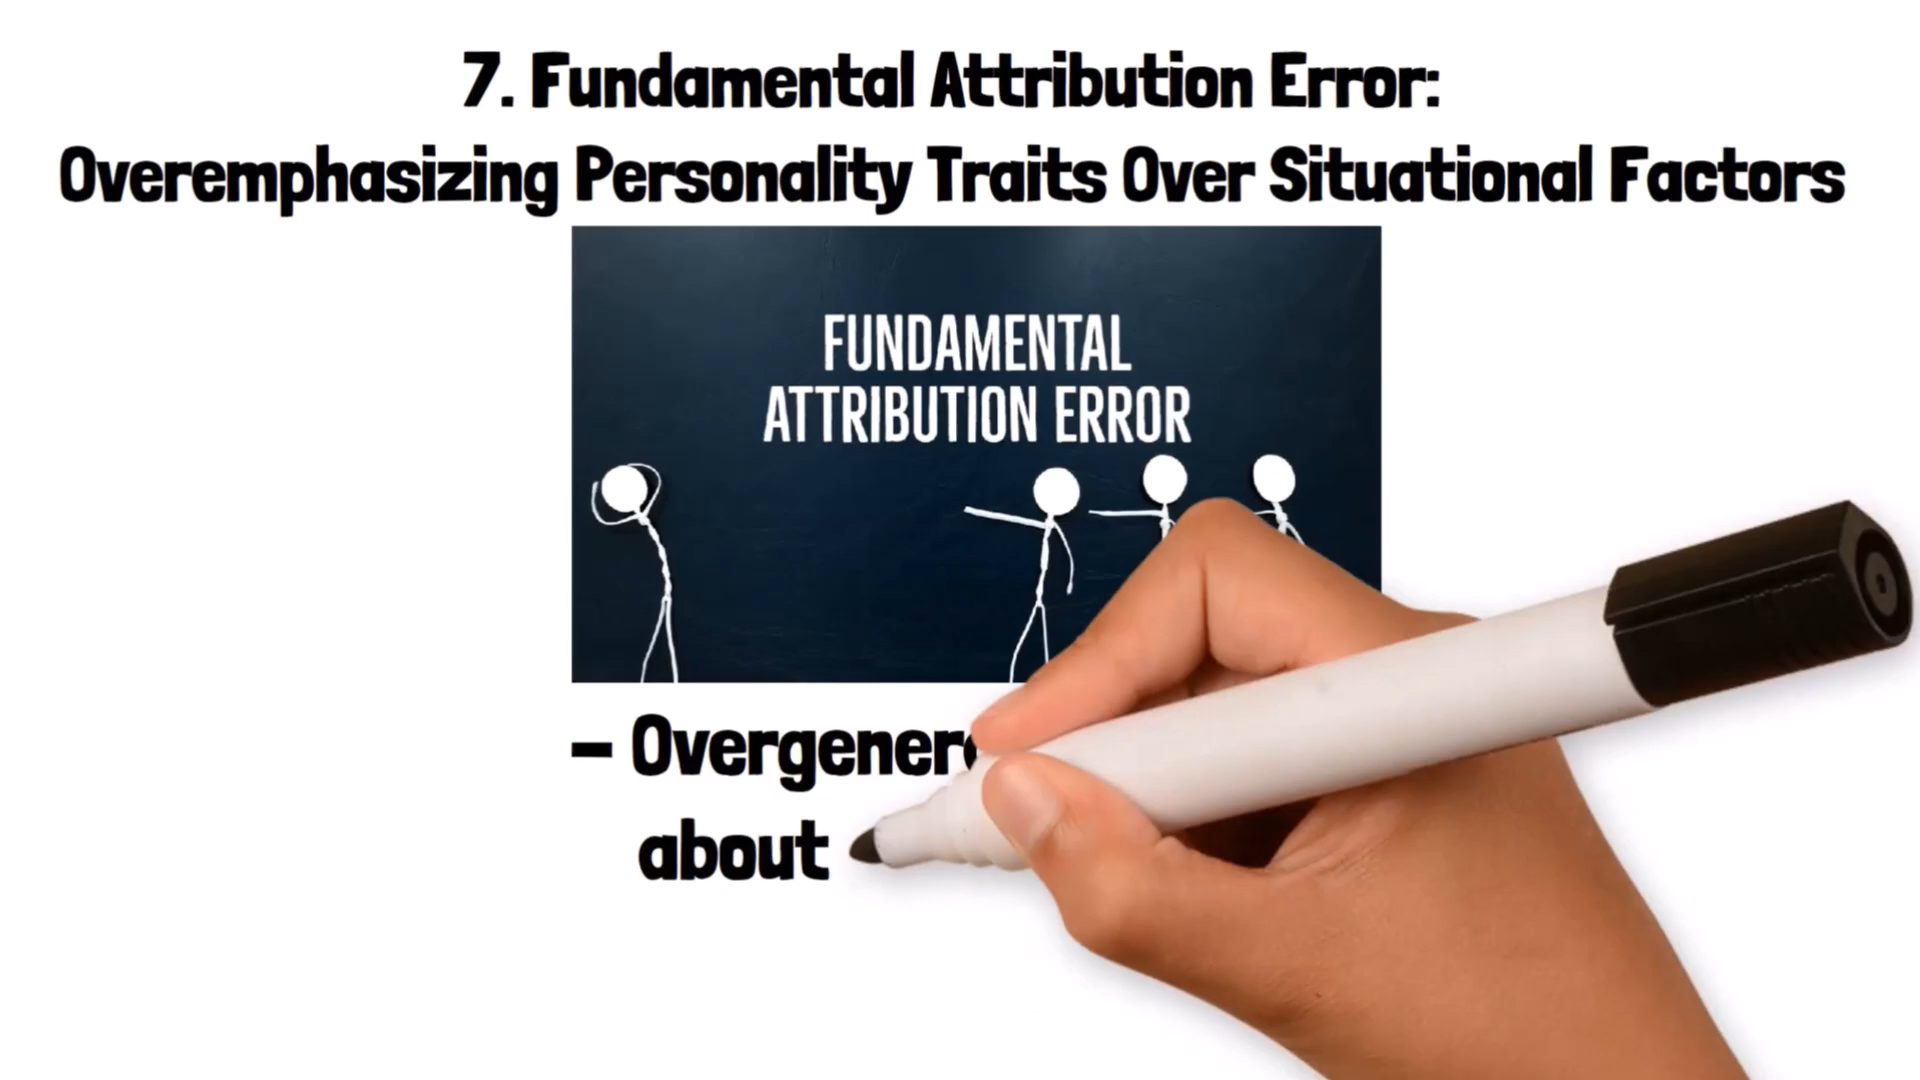 7. Fundamental Attribution Error:
Overemphasizing Personality Traits Over Situational Factors
FUNDAMENTAL
ATTRIBUTION ERROR
–
about